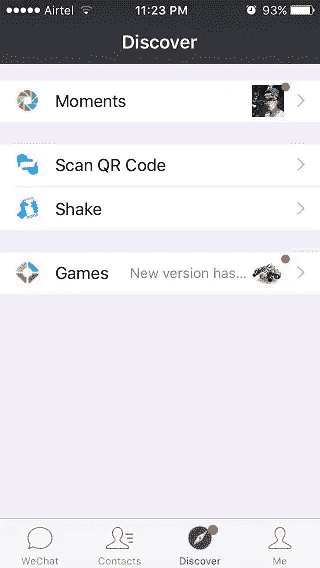 Airtel 11:23 PM 93%
Discover
Moments
Scan QR Code
Shake
Games New version has...
WeChat Contacts Discover Me